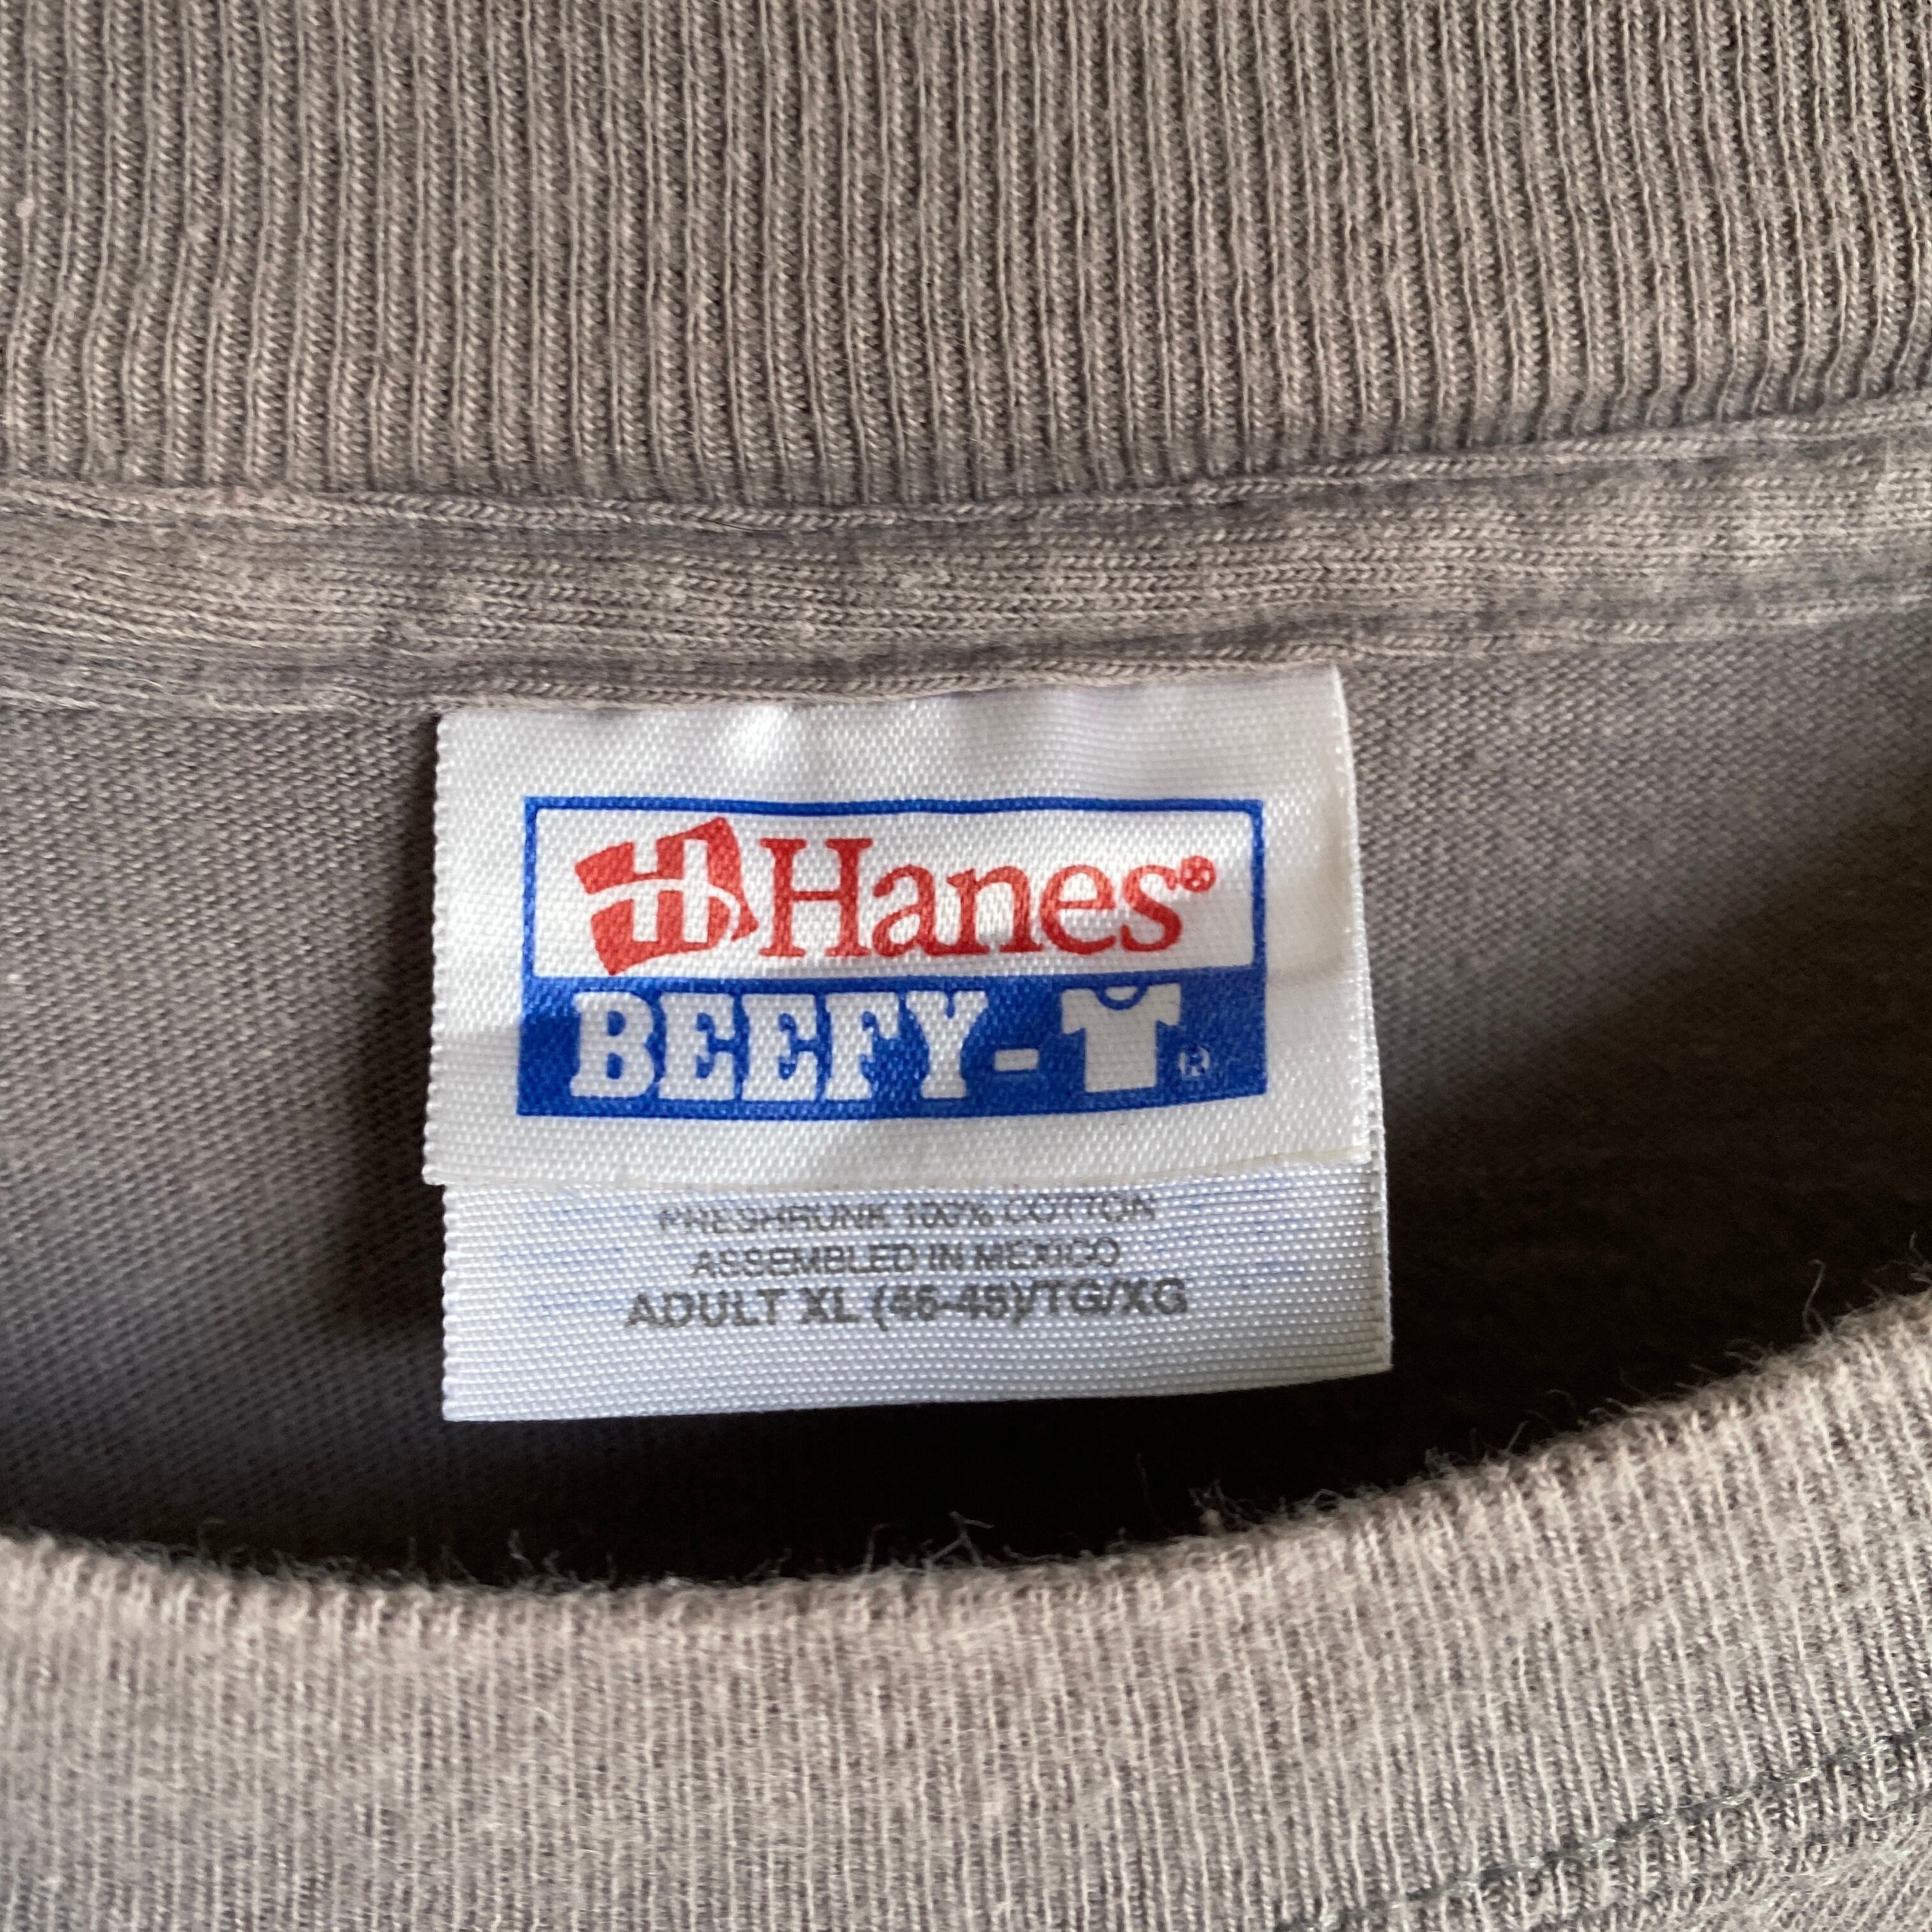 H Hanes®
BEEFY-T®
PRESHRUNK 100% COTTON
ASSEMBLED IN MEXICO
ADULT XL (46-48)/TG/XG